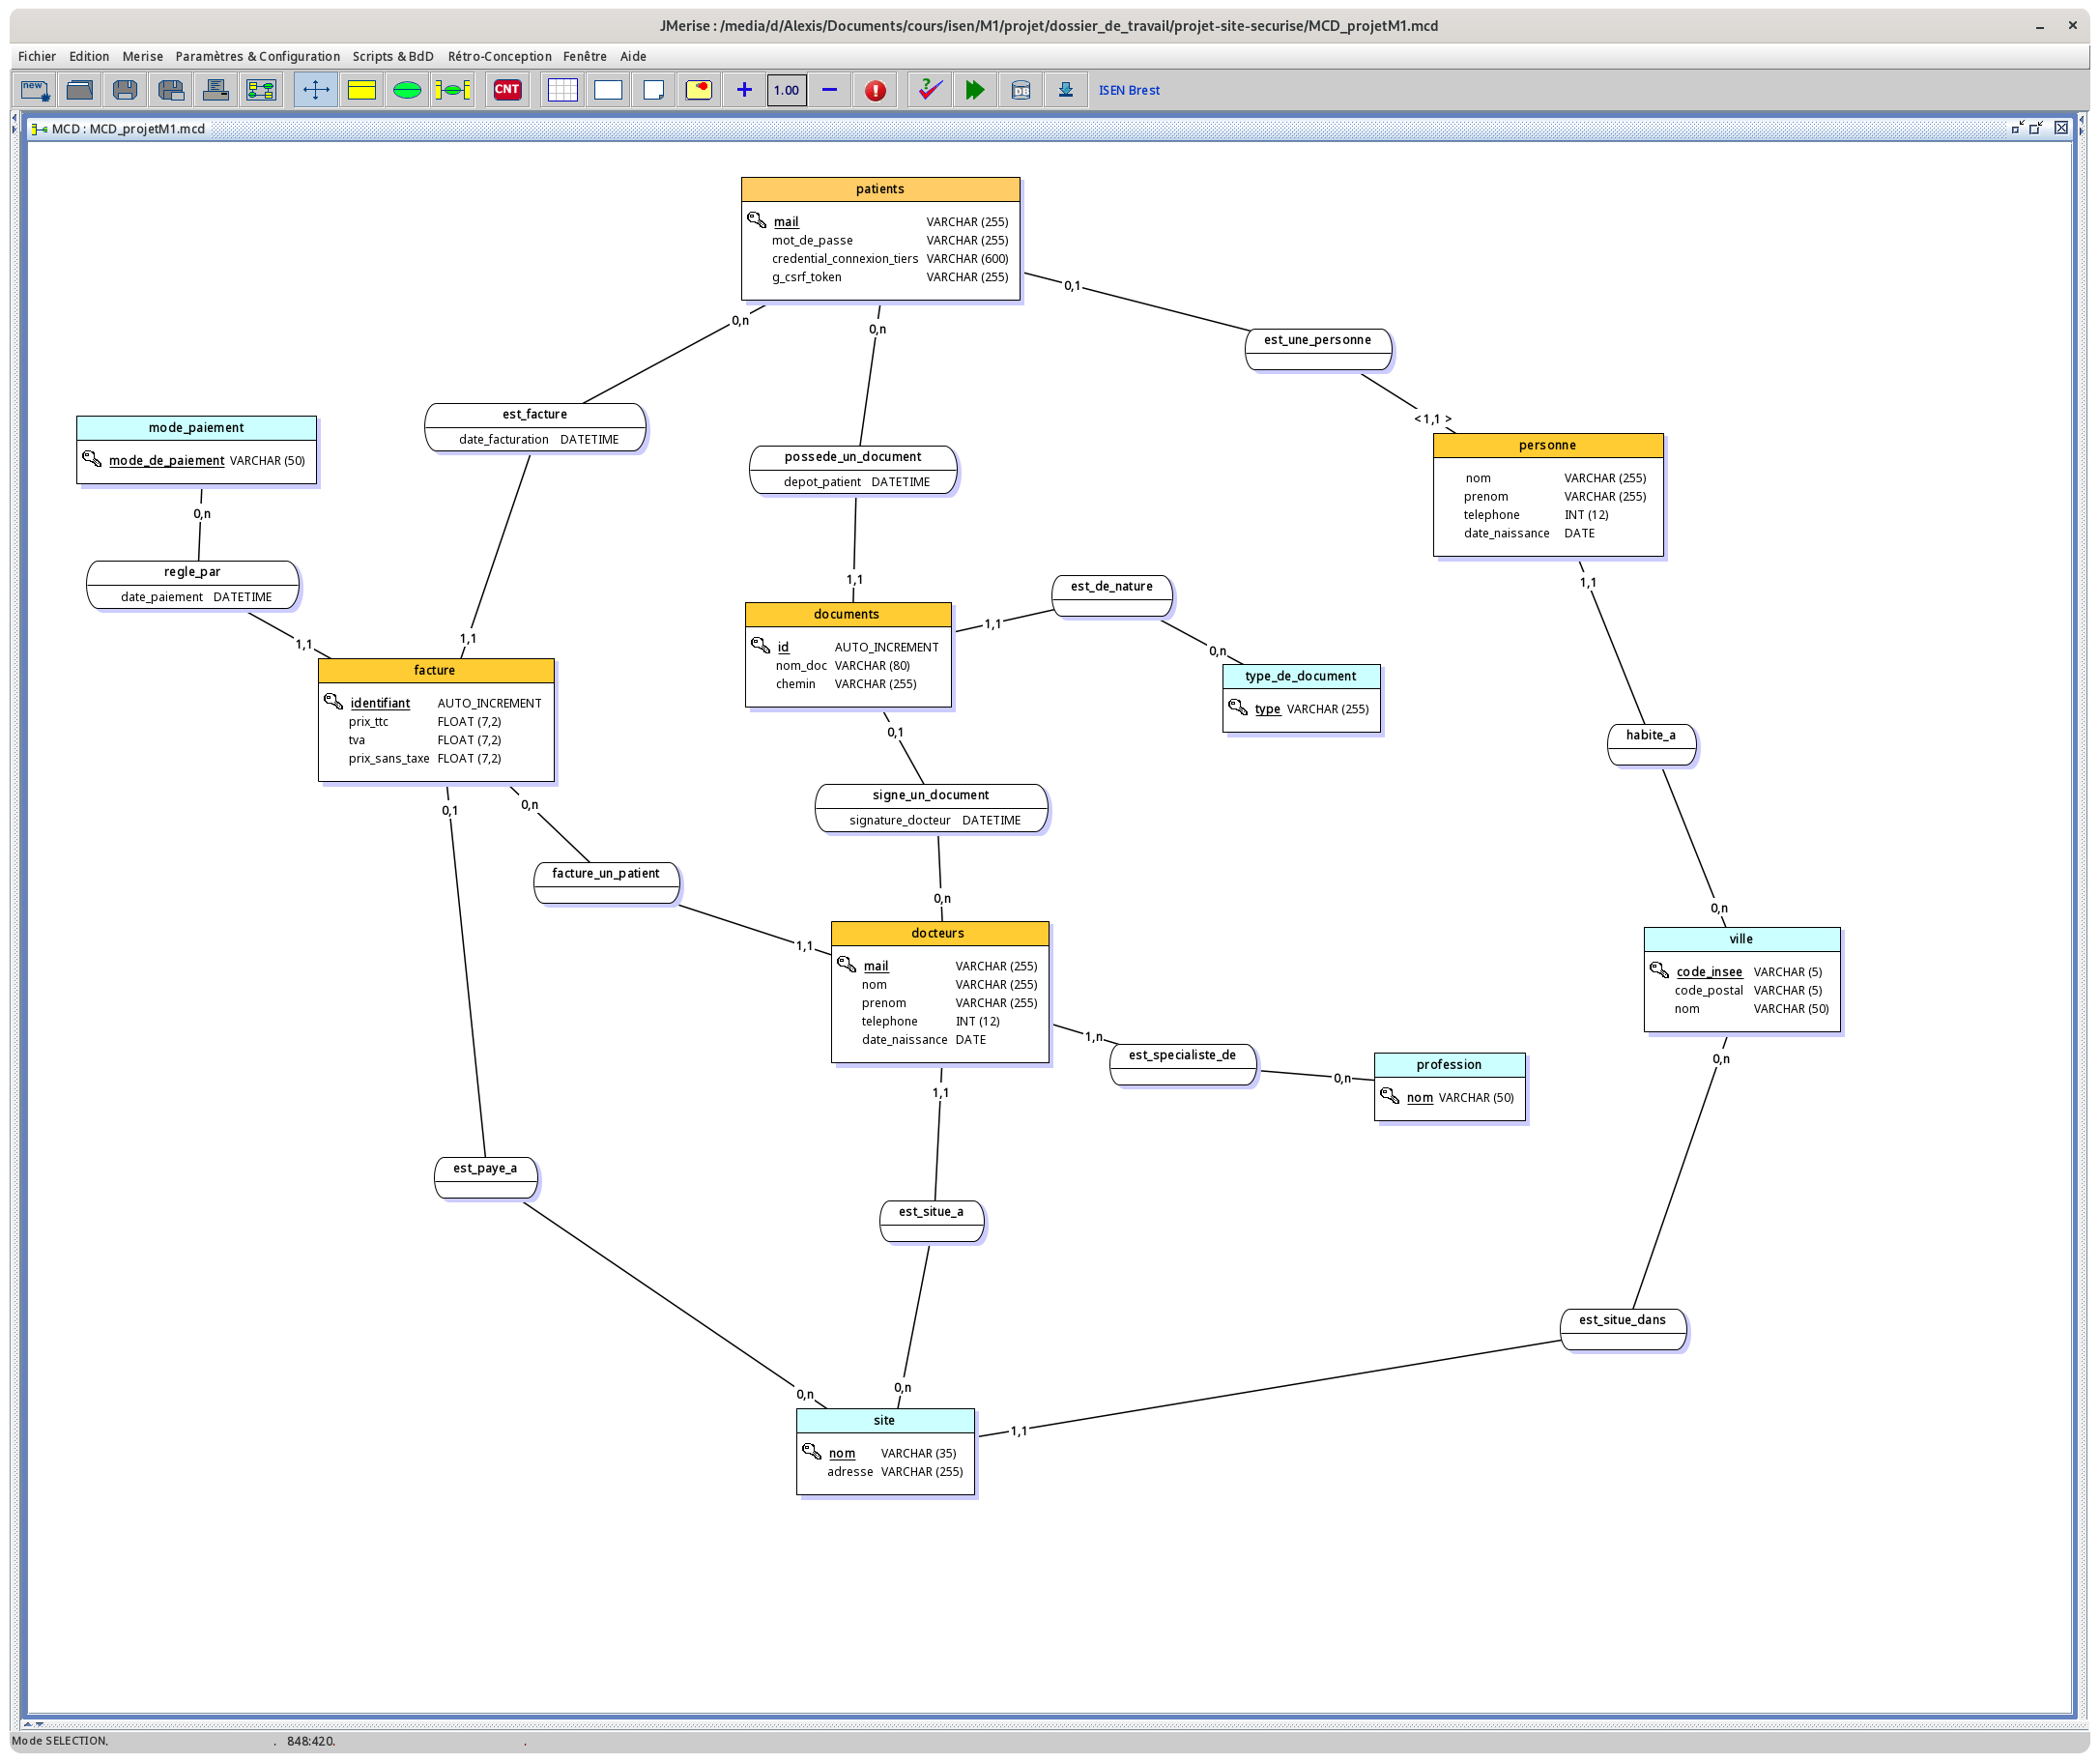 JMerise : /media/d/Alexis/Documents/cours/isen/M1/projet/dossier_de_travail/projet-site-securise/MCD_projetM1.mcd
Fichier Edition Merise Paramètres & Configuration Scripts & BdD Rétro-Conception Fenêtre Aide
new CNT 1.00 DB ISEN Brest
MCD : MCD_projetM1.mcd
patients
mail VARCHAR (255)
mot_de_passe VARCHAR (255)
credential_connexion_tiers VARCHAR (600)
g_csrf_token VARCHAR (255)
0,1
0,n
0,n
est_une_personne
<1,1 >
est_facture
date_facturation DATETIME
mode_paiement
mode_de_paiement VARCHAR (50)
personne
nom VARCHAR (255)
prenom VARCHAR (255)
telephone INT (12)
date_naissance DATE
possede_un_document
depot_patient DATETIME
0,n
regle_par
date_paiement DATETIME
1,1
1,1
est_de_nature
documents
id AUTO_INCREMENT
nom_doc VARCHAR (80)
chemin VARCHAR (255)
1,1
0,n
1,1
1,1
facture
identifiant AUTO_INCREMENT
prix_ttc FLOAT (7,2)
tva FLOAT (7,2)
prix_sans_taxe FLOAT (7,2)
type_de_document
type VARCHAR (255)
0,1
habite_a
signe_un_document
signature_docteur DATETIME
0,1
0,n
facture_un_patient
0,n
0,n
1,1
docteurs
mail VARCHAR (255)
nom VARCHAR (255)
prenom VARCHAR (255)
telephone INT (12)
date_naissance DATE
ville
code_insee VARCHAR (5)
code_postal VARCHAR (5)
nom VARCHAR (50)
1,n
est_specialiste_de
0,n
profession
nom VARCHAR (50)
0,n
1,1
est_paye_a
est_situe_a
est_situe_dans
0,n
0,n
1,1
site
nom VARCHAR (35)
adresse VARCHAR (255)
Mode SELECTION. . 848:420. .